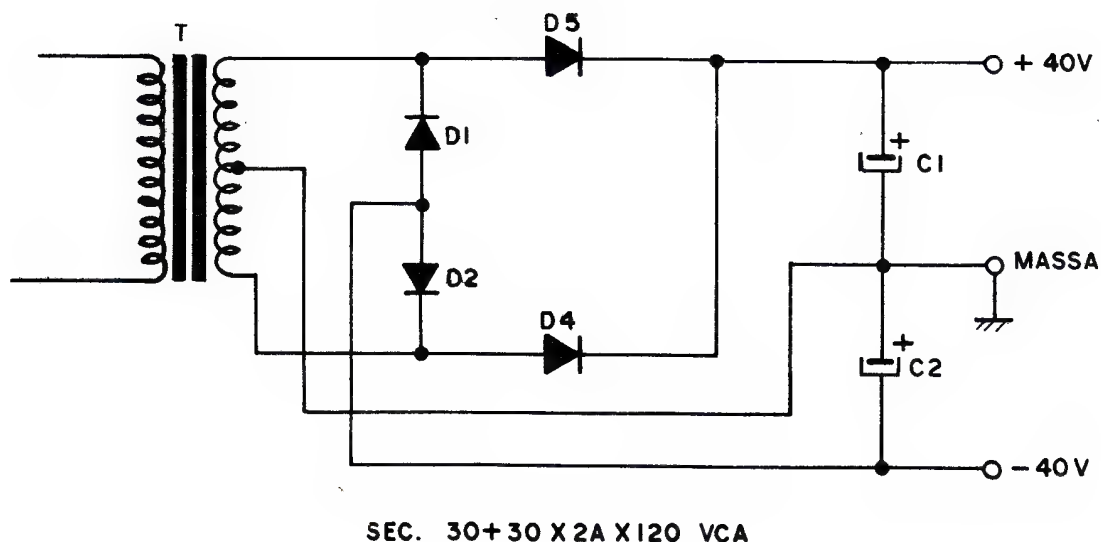 T
D5
+ 40V
D1
+
C1
MASSA
D2
D4
+
C2
- 40V
SEC. 30+30 X 2A X 120 VCA